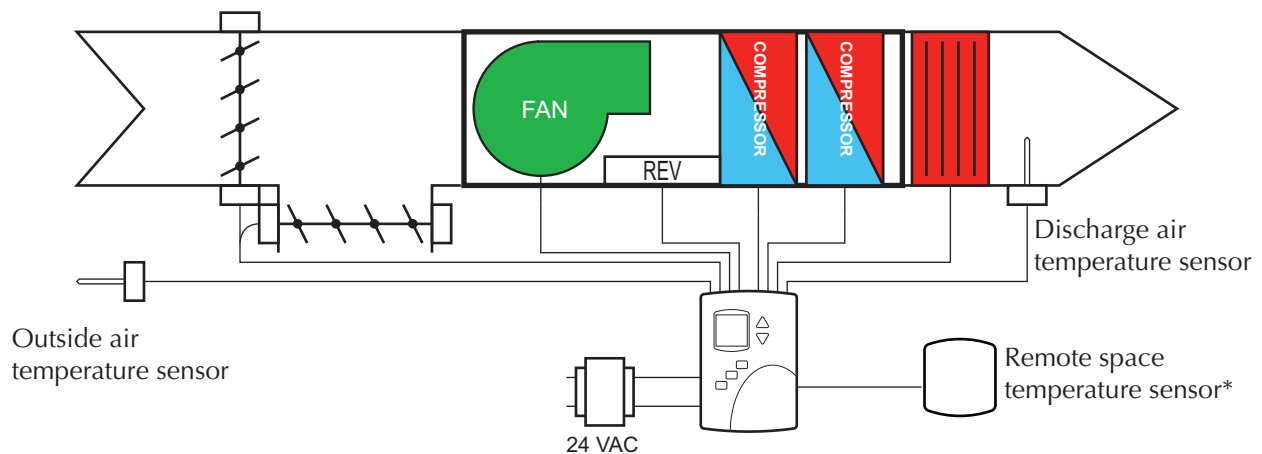 FAN
REV
COMPRESSOR
COMPRESSOR
Discharge air
temperature sensor
Outside air
temperature sensor
24 VAC
Remote space
temperature sensor*